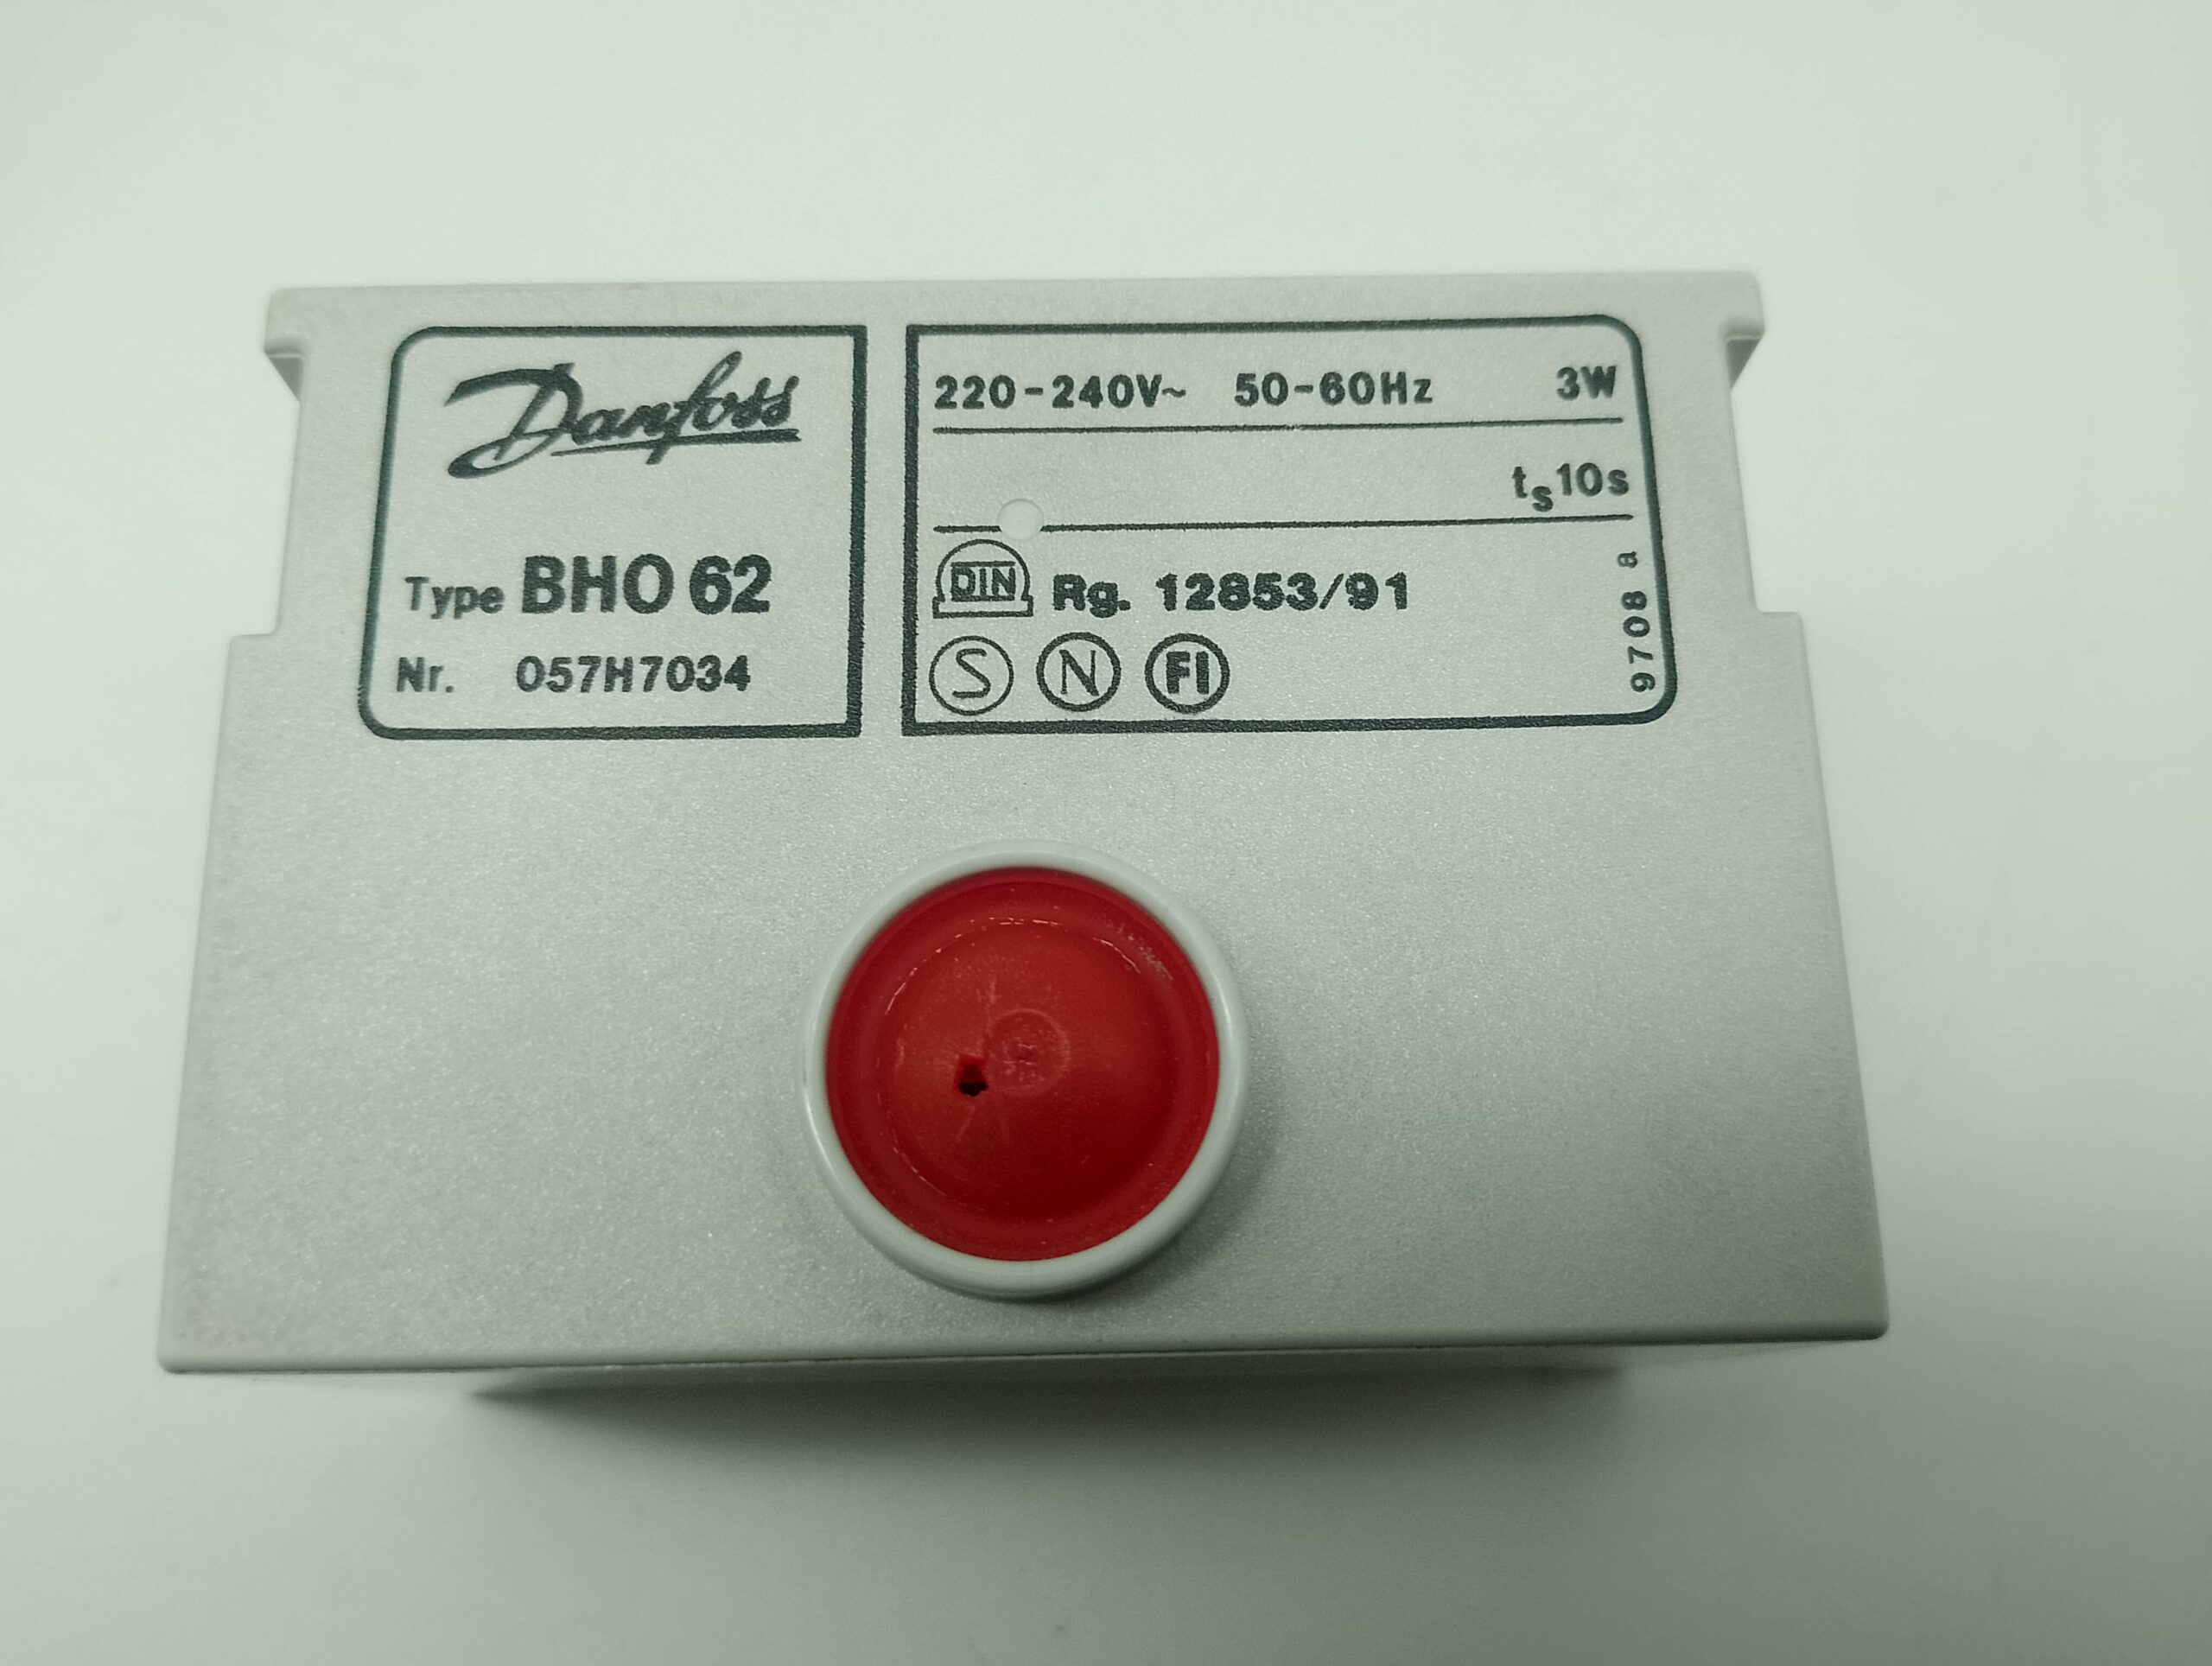 Danfoss
Type BHO 62
Nr. 057H7034
220-240V~ 50-60Hz 3W
ts10s
DIN Rg. 12853/91
S N FI
9708 a